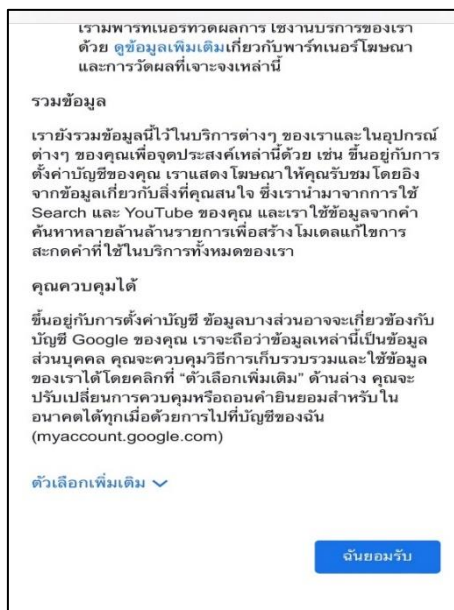 เรามีพาร์ทเนอร์ที่วัดผลการใช้งานบริการของเรา
ด้วย ดูข้อมูลเพิ่มเติมเกี่ยวกับพาร์ทเนอร์โฆษณา
และการวัดผลที่เจาะจงเหล่านี้
รวมข้อมูล
เรายังรวมข้อมูลนี้ไว้ในบริการต่างๆ ของเราและในอุปกรณ์
ต่างๆ ของคุณเพื่อจุดประสงค์เหล่านี้ด้วย เช่น ขึ้นอยู่กับการ
ตั้งค่าบัญชีของคุณ เราแสดงโฆษณาให้คุณรับชมโดยอิง
จากข้อมูลเกี่ยวกับสิ่งที่คุณสนใจ ซึ่งเรานำมาจากการใช้
Search และ YouTube ของคุณ และเราใช้ข้อมูลจากคำ
ค้นหาหลายล้านล้านรายการเพื่อสร้างโมเดลแก้ไขการ
สะกดคำที่ใช้ในบริการทั้งหมดของเรา
คุณควบคุมได้
ขึ้นอยู่กับการตั้งค่าบัญชี ข้อมูลบางส่วนอาจจะเกี่ยวข้องกับ
บัญชี Google ของคุณ เราจะถือว่าข้อมูลเหล่านี้เป็นข้อมูล
ส่วนบุคคล คุณจะควบคุมวิธีการเก็บรวบรวมและใช้ข้อมูล
ของเราได้โดยคลิกที่ “ตัวเลือกเพิ่มเติม” ด้านล่าง คุณจะ
ปรับเปลี่ยนการควบคุมหรือถอนคำยินยอมสำหรับใน
อนาคตได้ทุกเมื่อด้วยการไปที่บัญชีของฉัน
(myaccount.google.com)
ตัวเลือกเพิ่มเติม
ฉันยอมรับ